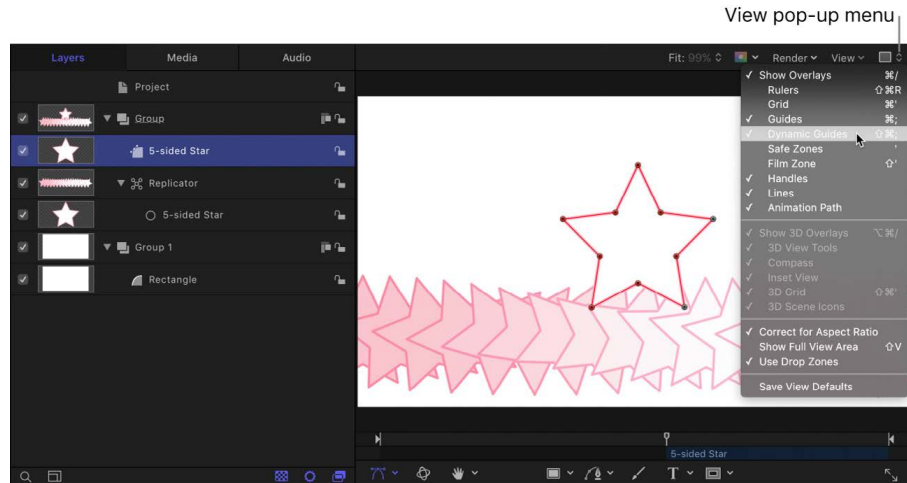 View pop-up menu
Layers Media Audio Fit: 99% Render View
Project
Group
5-sided Star
Replicator
5-sided Star
Group 1
Rectangle
✓ Show Overlays ⌘/
Rulers ⇧⌘R
Grid ⌘'
✓ Guides ⌘;
✓ Dynamic Guides ⇧⌘;
Safe Zones '
Film Zone ⇧'
✓ Handles
✓ Lines
✓ Animation Path
✓ Show 3D Overlays ⌥⌘/
✓ 3D View Tools
✓ Compass
✓ Inset View
✓ 3D Grid ⇧⌘'
✓ 3D Scene Icons
✓ Correct for Aspect Ratio
Show Full View Area ⇧V
✓ Use Drop Zones
Save View Defaults
5-sided Star
T